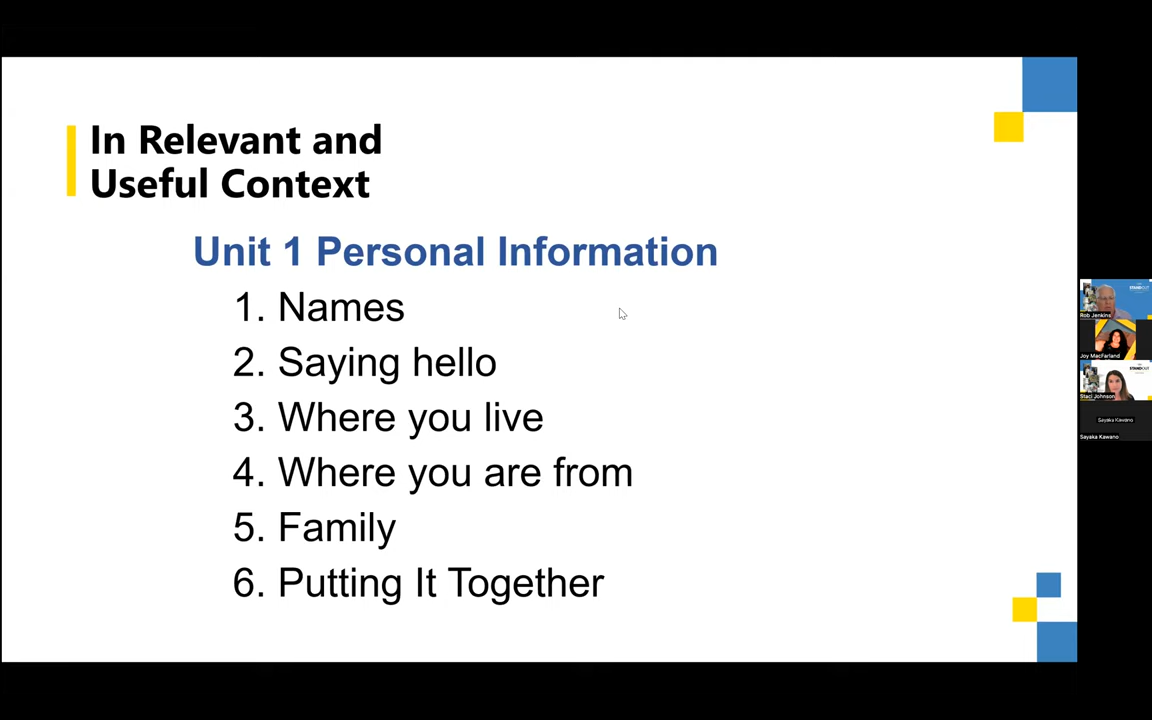 In Relevant and
Useful Context
Unit 1 Personal Information
1. Names
2. Saying hello
3. Where you live
4. Where you are from
5. Family
6. Putting It Together
STANDOUT
Rob Jenkins
Joy MacFarland
STANDOUT
Staci Johnson
Sayaka Kawano
Sayaka Kawano